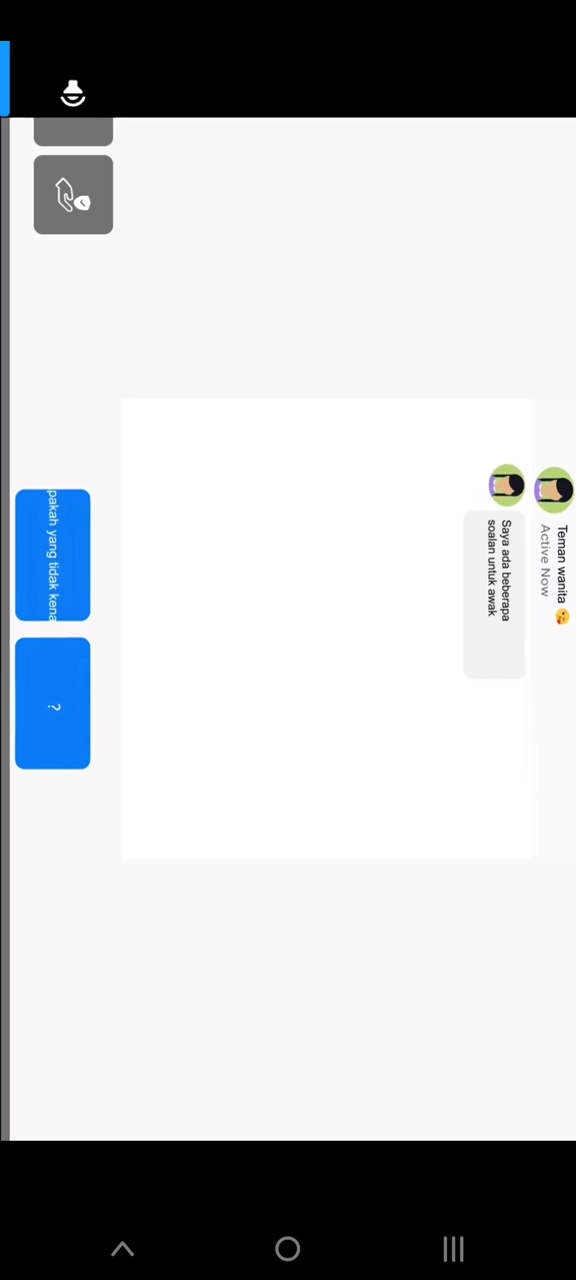 Teman wanita 😘
Active Now
Saya ada beberapa
soalan untuk awak
pakah yang tidak kena
?